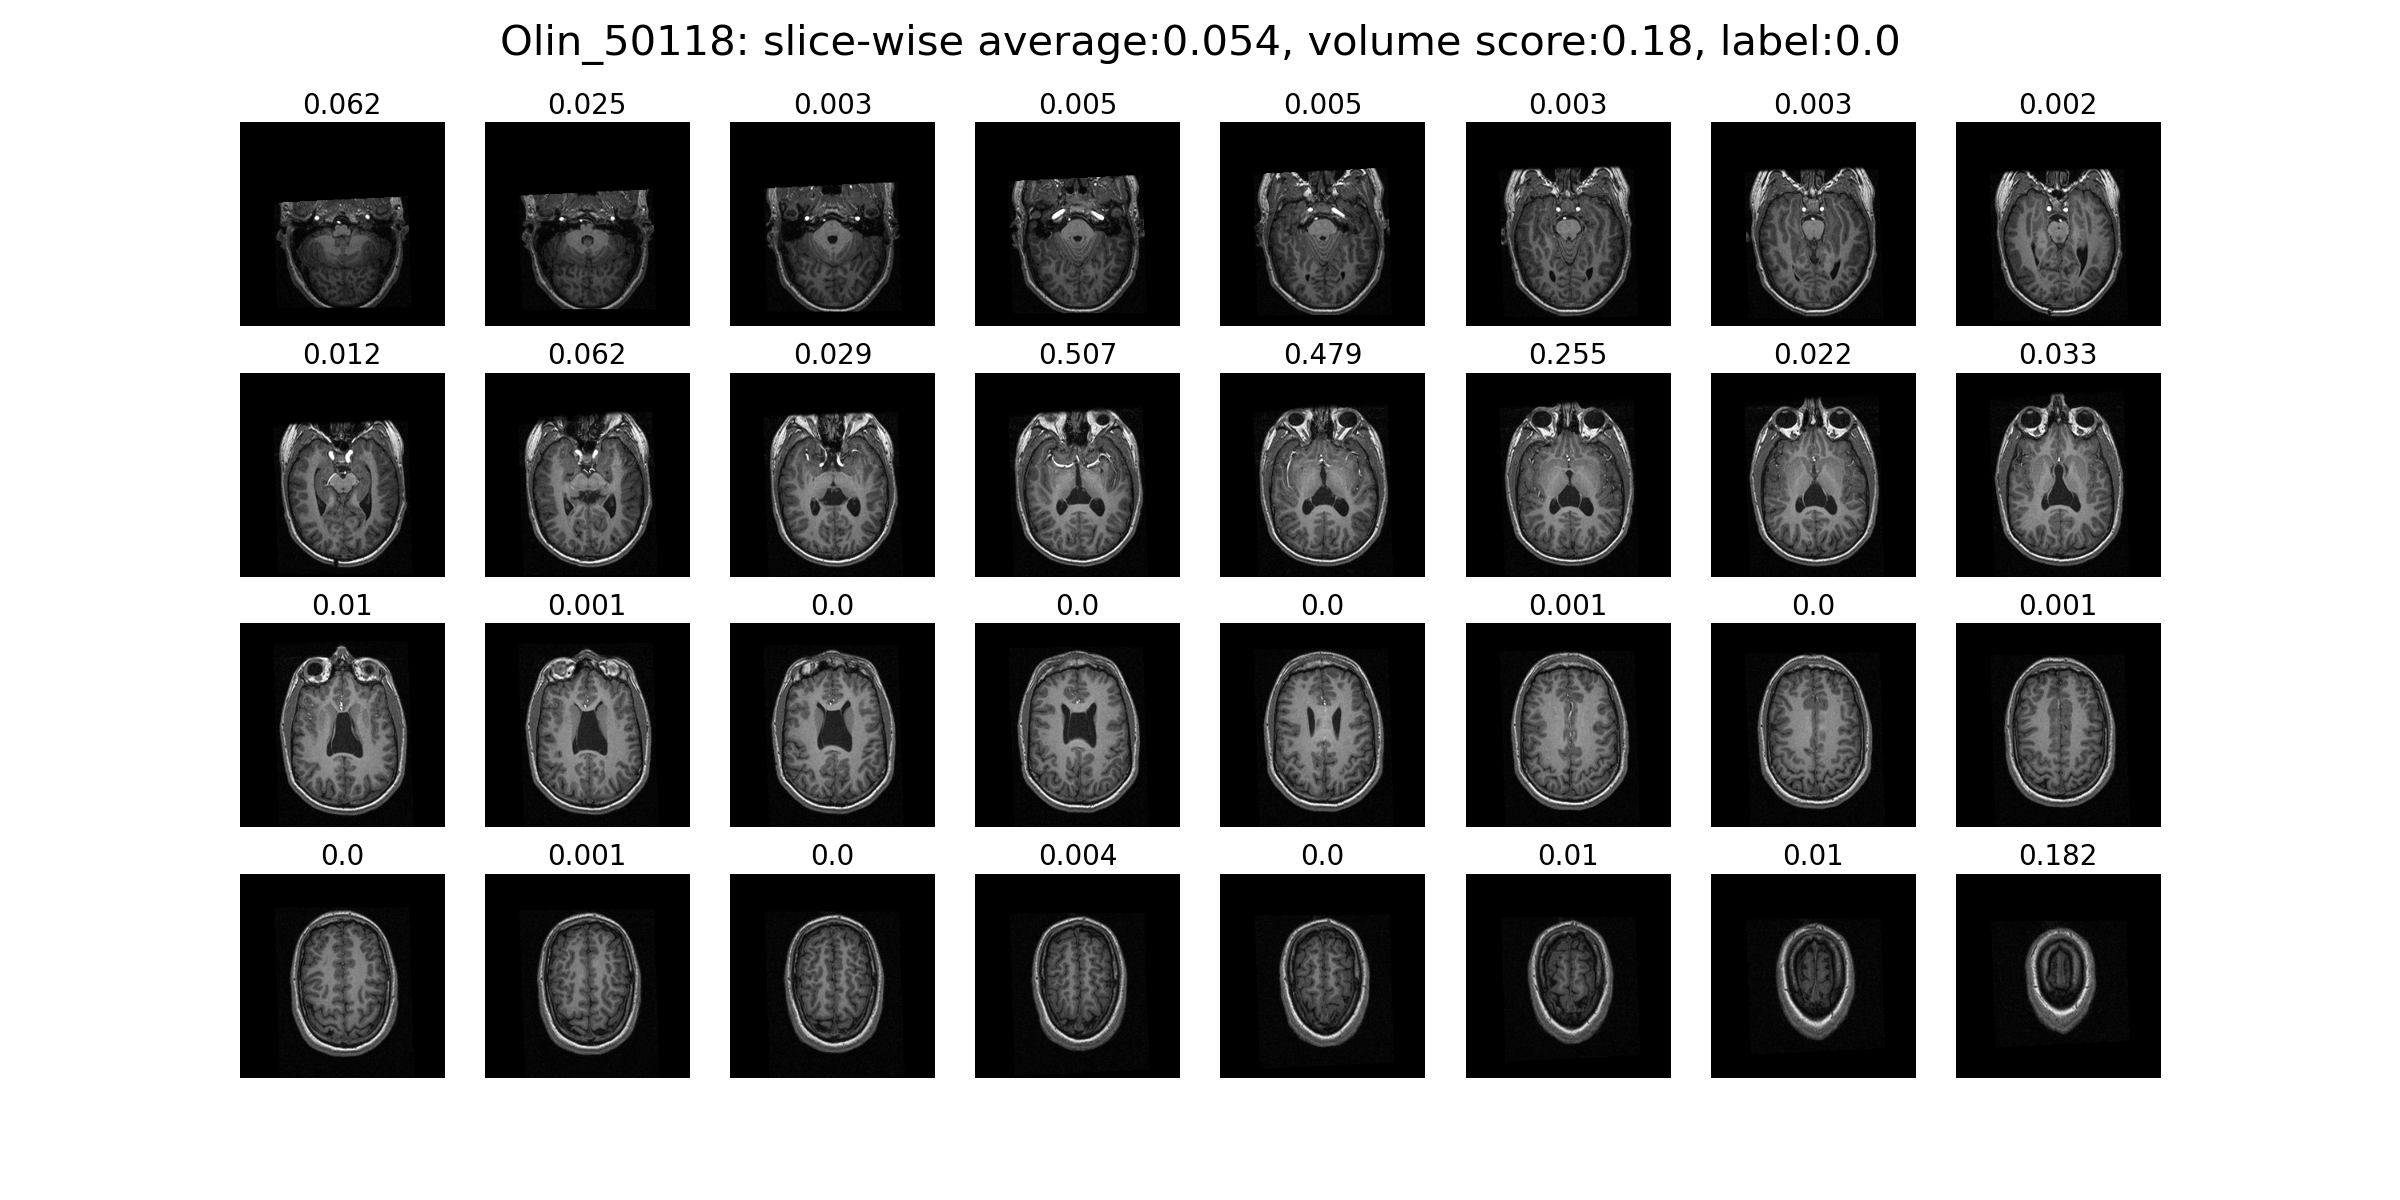 Olin_50118: slice-wise average:0.054, volume score:0.18, label:0.0
0.062 0.025 0.003 0.005 0.005 0.003 0.003 0.002
0.012 0.062 0.029 0.507 0.479 0.255 0.022 0.033
0.01 0.001 0.0 0.0 0.0 0.001 0.0 0.001
0.0 0.001 0.0 0.004 0.0 0.01 0.01 0.182